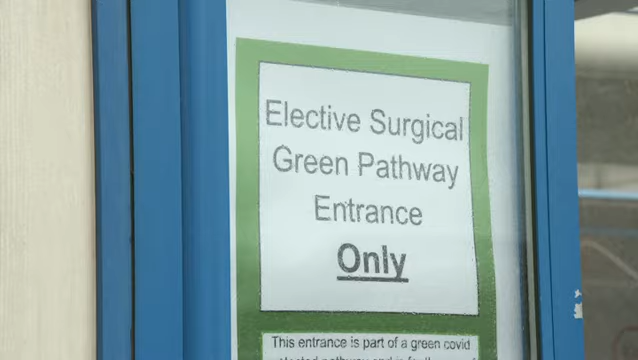 Elective Surgical
Green Pathway
Entrance
Only
This entrance is part of a green covid